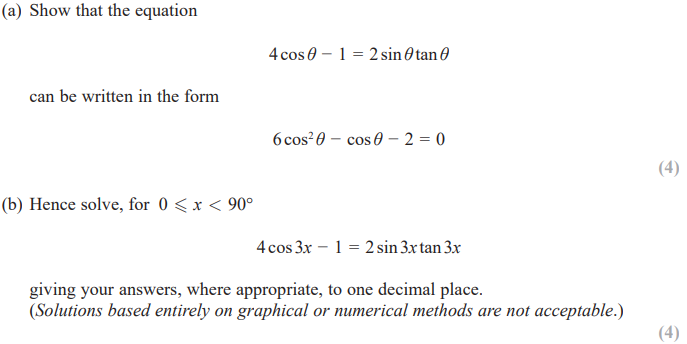 (a) Show that the equation
4 cos θ − 1 = 2 sin θ tan θ
can be written in the form
6 cos² θ − cos θ − 2 = 0
(4)
(b) Hence solve, for 0 ⩽ x < 90°
4 cos 3x − 1 = 2 sin 3x tan 3x
giving your answers, where appropriate, to one decimal place.
(Solutions based entirely on graphical or numerical methods are not acceptable.)
(4)